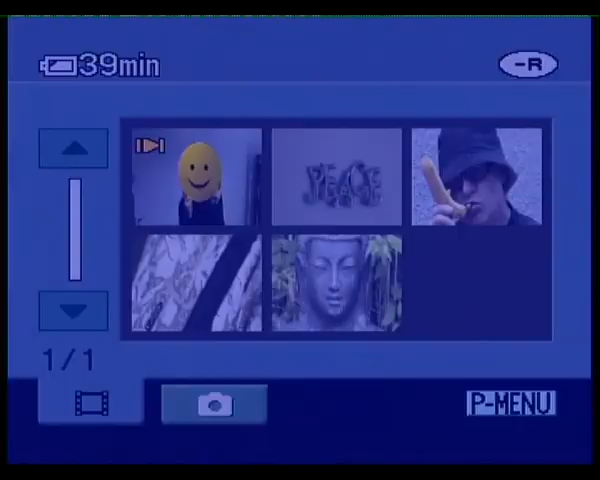 39min
-R
PEACE
1/1
P-MENU